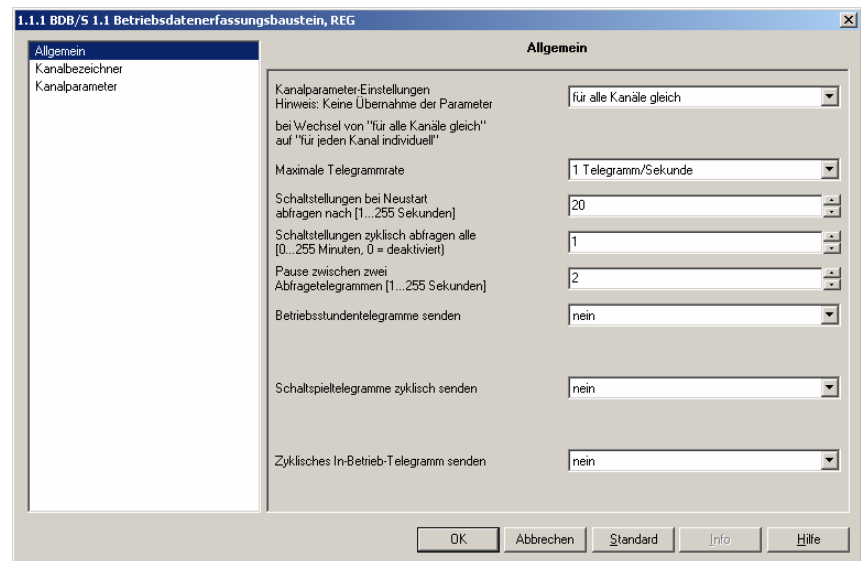 1.1.1 BDB/S 1.1 Betriebsdatenerfassungsbaustein, REG
Allgemein
Kanalbezeichner
Kanalparameter
Allgemein
Kanalparameter-Einstellungen
Hinweis: Keine Übernahme der Parameter
für alle Kanäle gleich
bei Wechsel von "für alle Kanäle gleich"
auf "für jeden Kanal individuell"
Maximale Telegrammrate
1 Telegramm/Sekunde
Schaltstellungen bei Neustart
abfragen nach [1...255 Sekunden]
20
Schaltstellungen zyklisch abfragen alle
[0...255 Minuten, 0 = deaktiviert)
1
Pause zwischen zwei
Abfragetelegrammen [1...255 Sekunden]
2
Betriebsstundentelegramme senden
nein
Schaltspieltelegramme zyklisch senden
nein
Zyklisches In-Betrieb-Telegramm senden
nein
OK
Abbrechen
Standard
Info
Hilfe